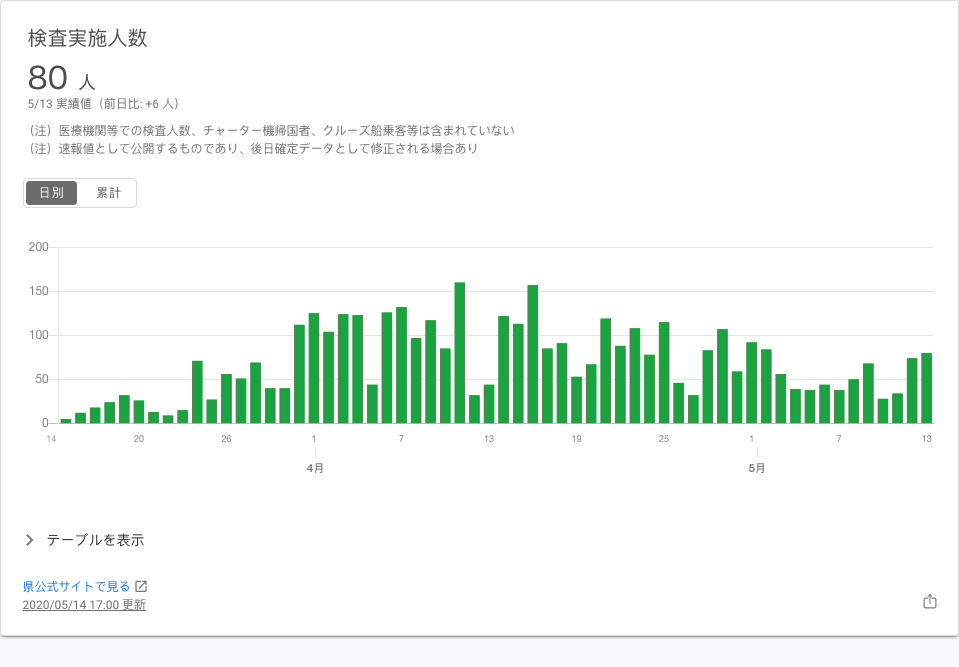 検査実施人数
80 人
5/13 実績値（前日比: +6 人）
（注）医療機関等での検査人数、チャーター機帰国者、クルーズ船乗客等は含まれていない
（注）速報値として公開するものであり、後日確定データとして修正される場合あり
日別 累計
200
150
100
50
0
14 20 26 1 7 13 19 25 1 7 13
4月 5月
テーブルを表示
県公式サイトで見る
2020/05/14 17:00 更新